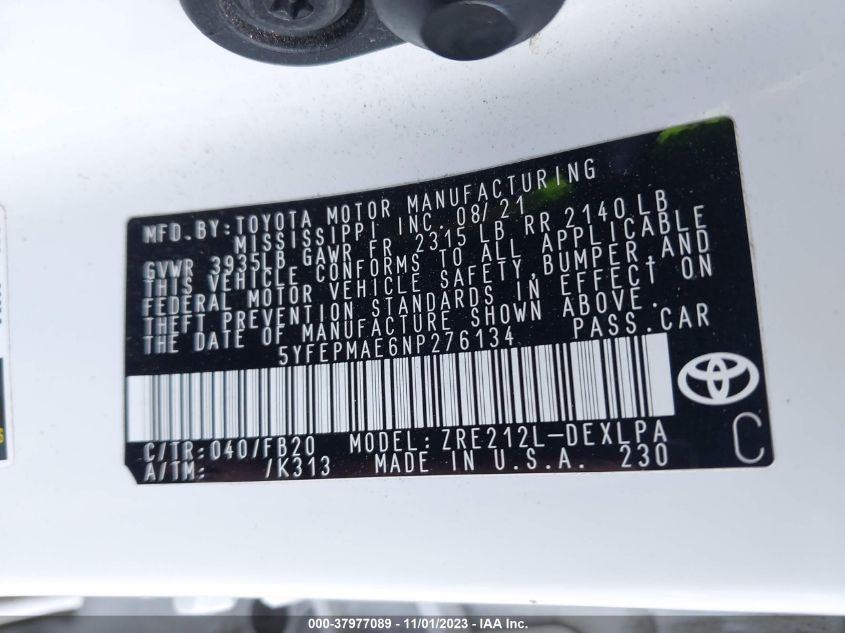 MFD. BY: TOYOTA MOTOR MANUFACTURING
MISSISSIPPI INC. 08/21
GVWR 3935LB GAWR FR 2315 LB RR 2140 LB
THIS VEHICLE CONFORMS TO ALL APPLICABLE
FEDERAL MOTOR VEHICLE SAFETY, BUMPER, AND
THEFT PREVENTION STANDARDS IN EFFECT ON
THE DATE OF MANUFACTURE SHOWN ABOVE.
5YFEPMAE6NP276134 PASS.CAR
C/TR: 040/FB20 MODEL: ZRE212L-DEXLPA
A/TM: /K313 MADE IN U.S.A. 230
C
000-37977089 - 11/01/2023 - IAA Inc.